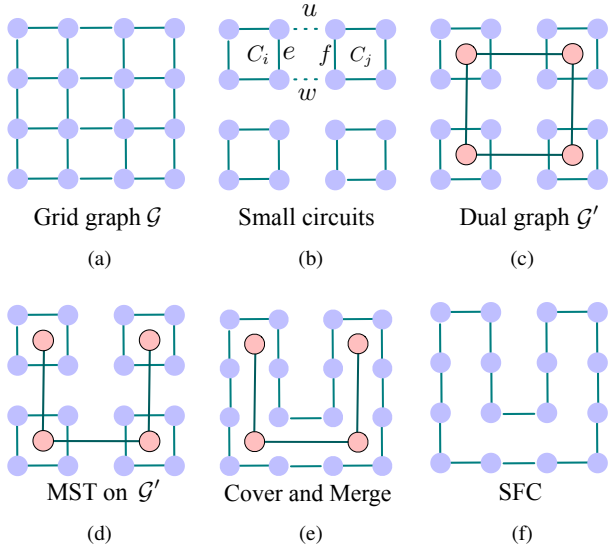 u
C_i e f C_j
w
Grid graph 𝒢
Small circuits
Dual graph 𝒢′
(a)
(b)
(c)
MST on 𝒢′
Cover and Merge
SFC
(d)
(e)
(f)